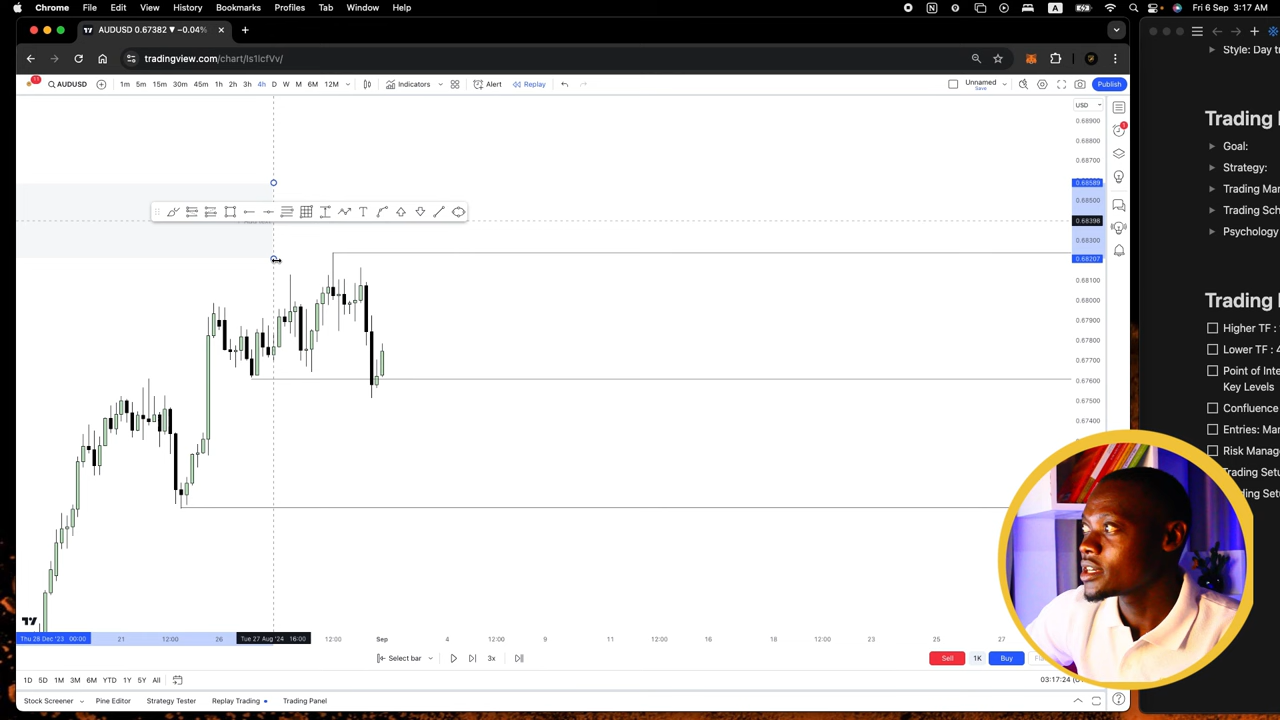 Chrome File Edit View History Bookmarks Profiles Tab Window Help
A
Fri 6 Sep 3:17 AM
AUDUSD 0.67382 ▼ −0.04%
tradingview.com/chart/
11
AUDUSD
1m 5m 15m 30m 45m 1h 2h 3h 4h D W M 6M 12M
Indicators
Alert
Replay
Unnamed
Save
Publish
USD
0.68900
0.68800
0.68700
0.68589
0.68500
0.68398
0.68300
0.68207
0.68100
0.68000
0.67900
0.67800
0.67700
0.67600
0.67500
0.67400
1
T
Thu 28 Dec '23 00:00
21
12:00
26
Tue 27 Aug '24 16:00
12:00
Sep
4
12:00
9
11
12:00
16
18
12:00
23
25
27
Select bar
3x
Sell
1K
Buy
1D 5D 1M 3M 6M YTD 1Y 5Y All
03:17:24
Stock Screener
Pine Editor
Strategy Tester
Replay Trading
Trading Panel
Style: Day
Trading
Goal:
Strategy:
Trading
Trading
Psychology
Trading
Higher TF :
Lower TF : 4
Point of
Key Levels
Confluence
Entries:
Risk
Trading